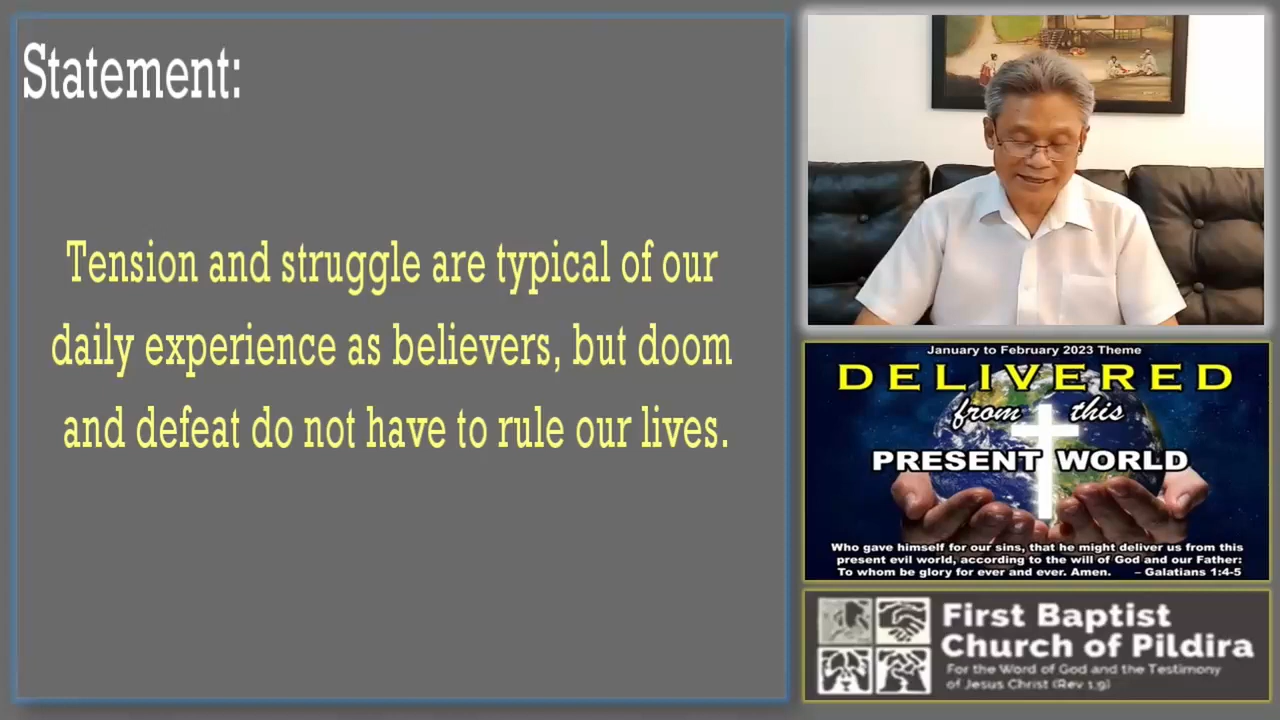 Statement:
Tension and struggle are typical of our
daily experience as believers, but doom
and defeat do not have to rule our lives.
January to February 2023 Theme
DELIVERED
from this
PRESENT WORLD
Who gave himself for our sins, that he might deliver us from this
present evil world, according to the will of God and our Father:
To whom be glory for ever and ever. Amen. – Galatians 1:4-5
First Baptist
Church of Pildira
For the Word of God and the Testimony
of Jesus Christ (Rev 1:9)